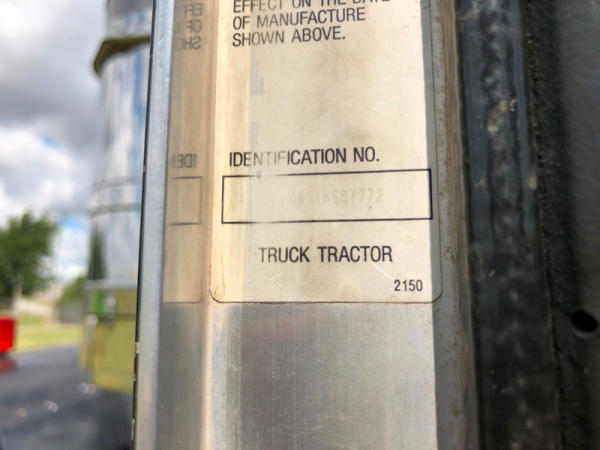 EFFECT ON THE DATE
OF MANUFACTURE
SHOWN ABOVE.
IDENTIFICATION NO.
TRUCK TRACTOR
2150